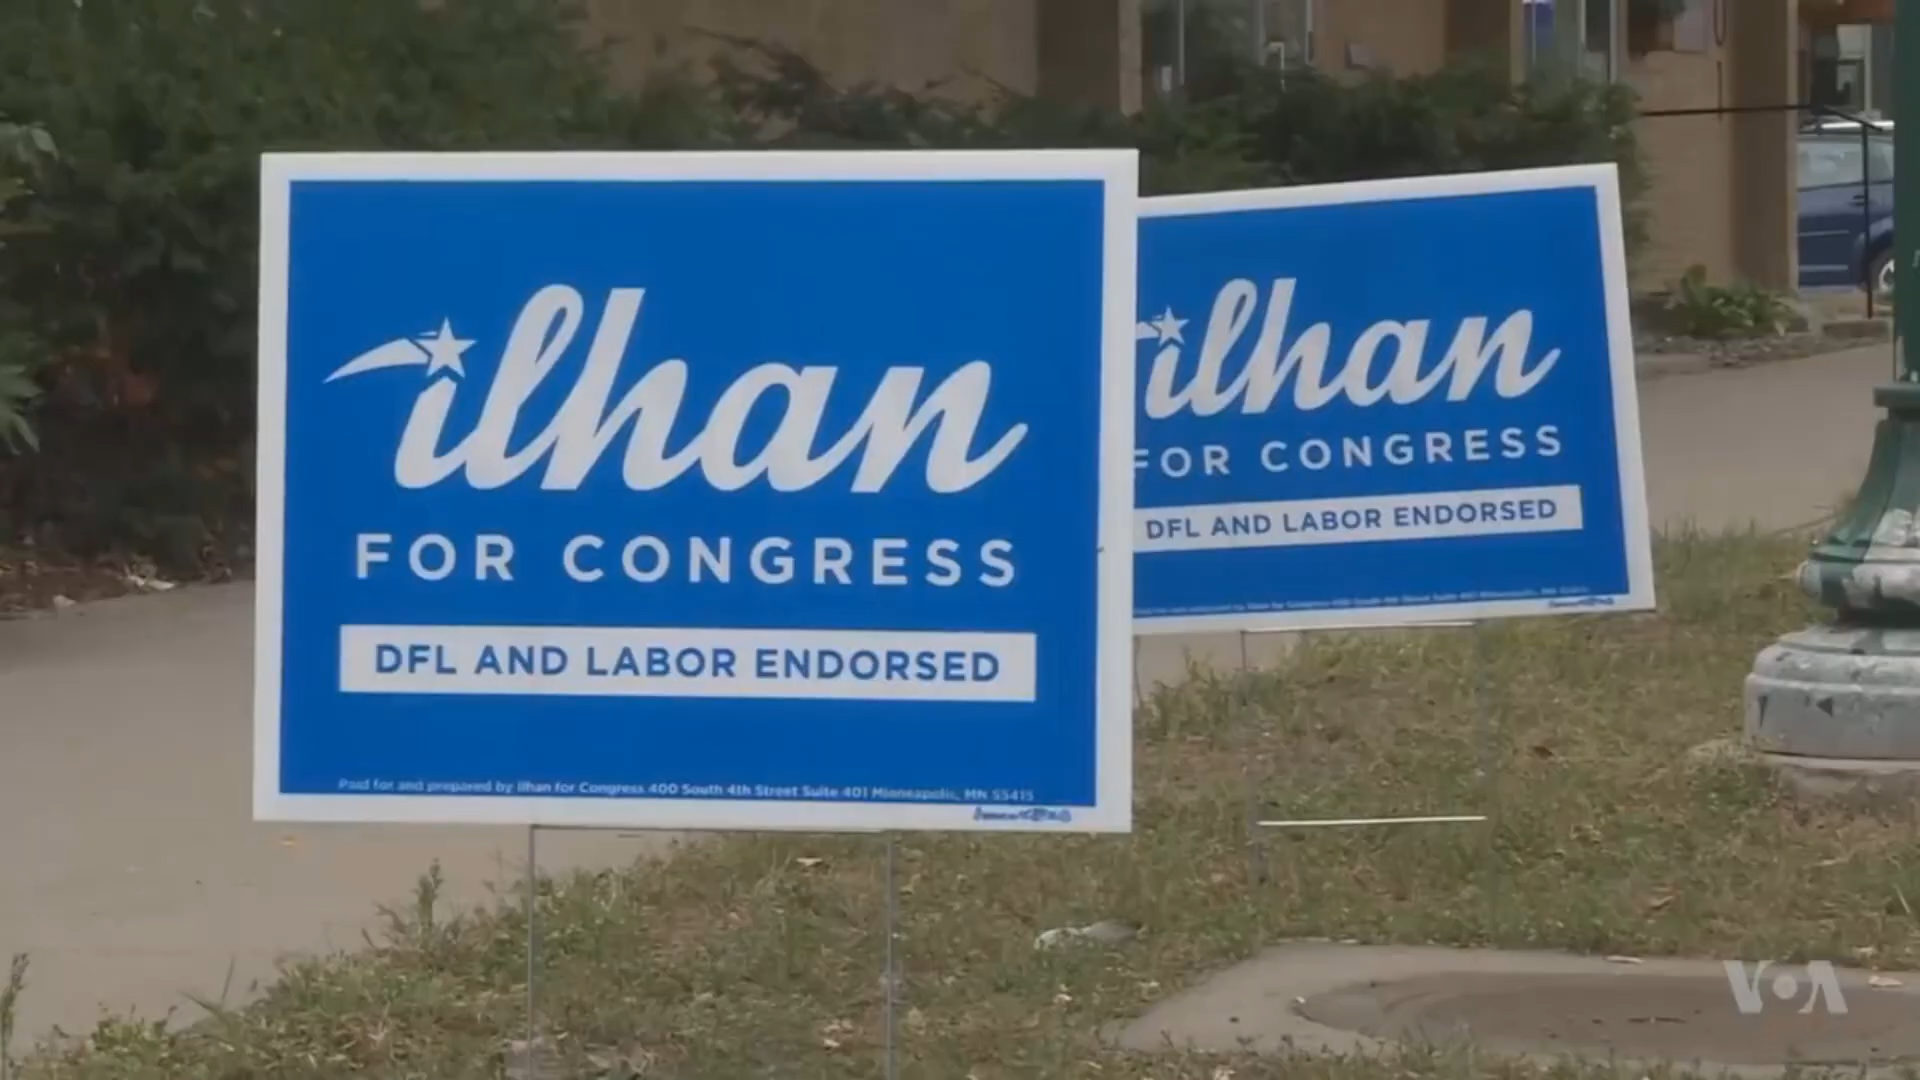 ilhan
FOR CONGRESS
DFL AND LABOR ENDORSED
Paid for and prepared by Ilhan for Congress 400 South 4th Street Suite 401 Minneapolis, MN 55415
ilhan
FOR CONGRESS
DFL AND LABOR ENDORSED
VOA